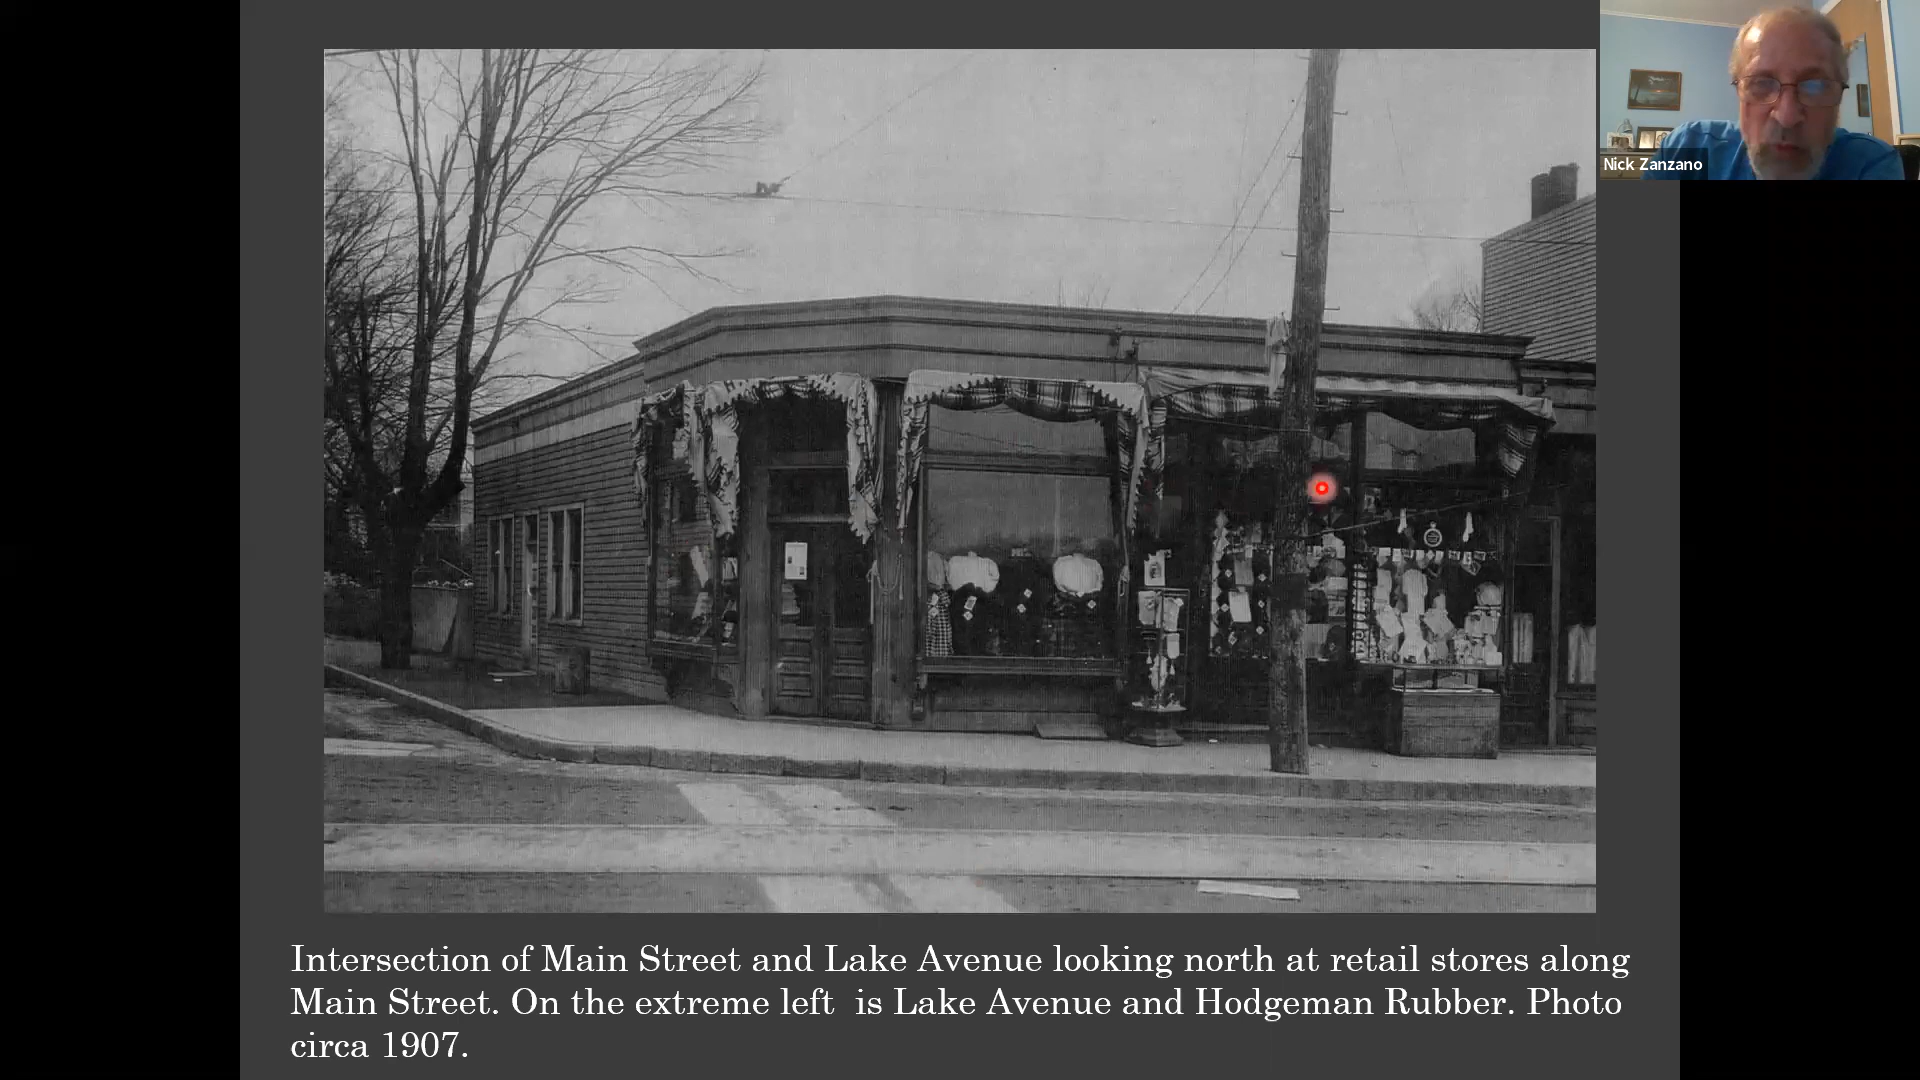 Nick Zanzano
Intersection of Main Street and Lake Avenue looking north at retail stores along
Main Street. On the extreme left  is Lake Avenue and Hodgeman Rubber. Photo
circa 1907.